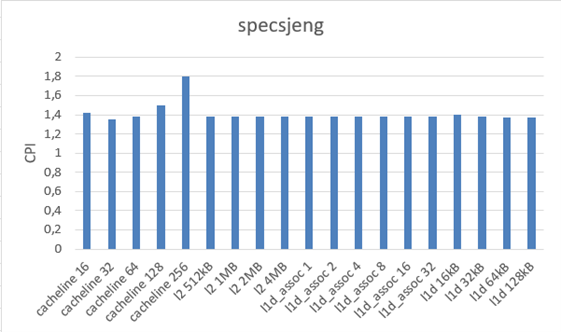 specsjeng
CPI
2
1,8
1,6
1,4
1,2
1
0,8
0,6
0,4
0,2
0
cacheline 16
cacheline 32
cacheline 64
cacheline 128
cacheline 256
l2 512kB
l2 1MB
l2 2MB
l2 4MB
l1d_assoc 1
l1d_assoc 2
l1d_assoc 4
l1d_assoc 8
l1d_assoc 16
l1d_assoc 32
l1d 16kB
l1d 32kB
l1d 64kB
l1d 128kB